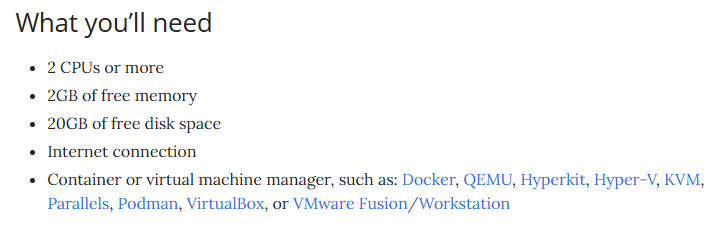 What you’ll need
• 2 CPUs or more
• 2GB of free memory
• 20GB of free disk space
• Internet connection
• Container or virtual machine manager, such as: Docker, QEMU, Hyperkit, Hyper-V, KVM,
Parallels, Podman, VirtualBox, or VMware Fusion/Workstation